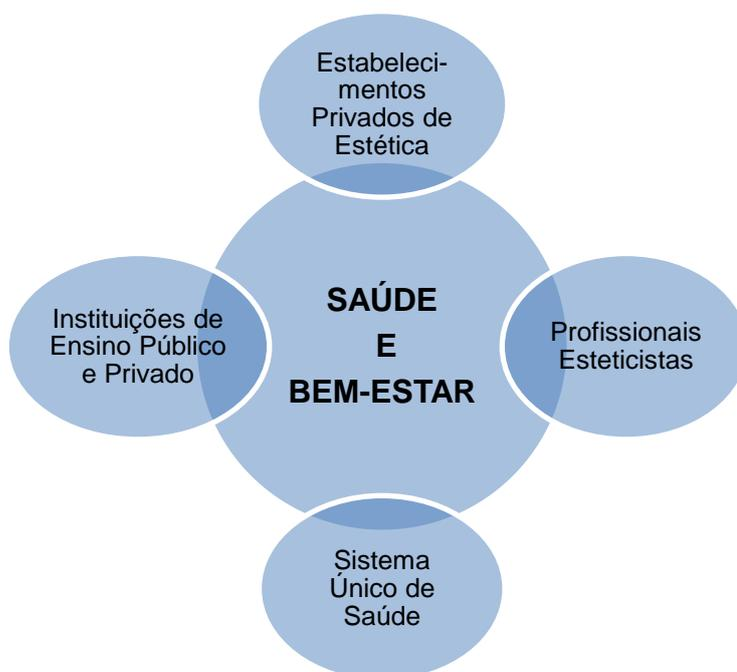 Estabeleci-
mentos
Privados de
Estética
Instituições de
Ensino Público
e Privado
SAÚDE
E
BEM-ESTAR
Profissionais
Esteticistas
Sistema
Único de
Saúde